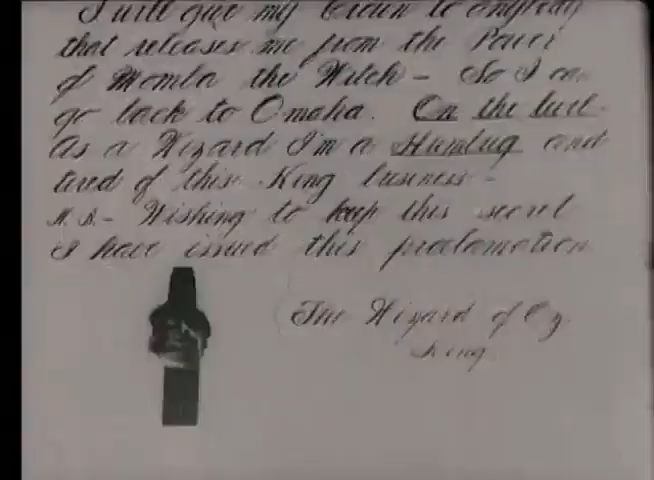 I will give my Crown to anybody
that releases me from the Power
of Momba the Witch - So I can
go back to Omaha. On the level
As a Wizard I'm a Humbug and
tired of this King business -
N.B. - Wishing to keep this secret
I have issued this proclamation
The Wizard of Oz.
King